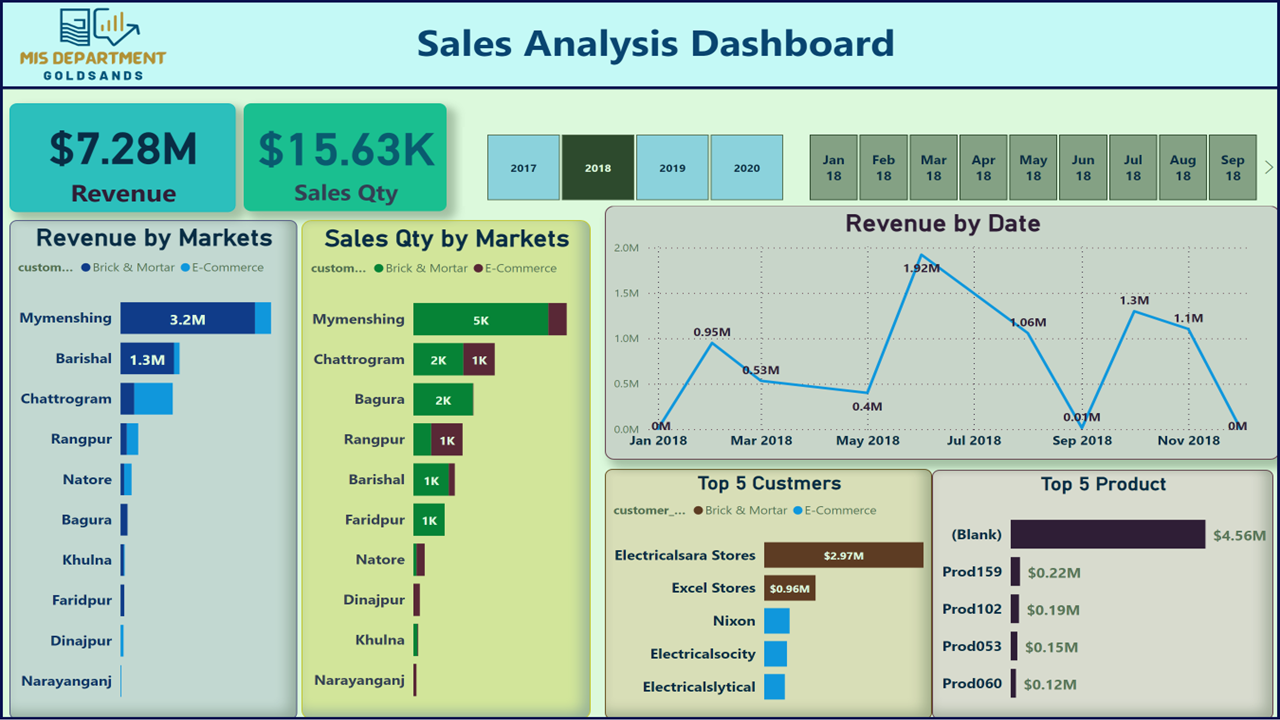 MIS DEPARTMENT
GOLDSANDS
Sales Analysis Dashboard
$7.28M
Revenue
$15.63K
Sales Qty
2017 2018 2019 2020
Jan 18 Feb 18 Mar 18 Apr 18 May 18 Jun 18 Jul 18 Aug 18 Sep 18
Revenue by Markets
custom... Brick & Mortar E-Commerce
Mymenshing 3.2M
Barishal 1.3M
Chattrogram
Rangpur
Natore
Bagura
Khulna
Faridpur
Dinajpur
Narayanganj
Sales Qty by Markets
custom... Brick & Mortar E-Commerce
Mymenshing 5K
Chattrogram 2K 1K
Bagura 2K
Rangpur 1K
Barishal 1K
Faridpur 1K
Natore
Dinajpur
Khulna
Narayanganj
Revenue by Date
2.0M
1.5M
1.0M
0.5M
0.0M
0M 0.95M 0.53M 0.4M 1.92M 1.06M 0.01M 1.3M 1.1M 0M
Jan 2018 Mar 2018 May 2018 Jul 2018 Sep 2018 Nov 2018
Top 5 Custmers
customer_... Brick & Mortar E-Commerce
Electricalsara Stores $2.97M
Excel Stores $0.96M
Nixon
Electricalsocity
Electricalslytical
Top 5 Product
(Blank) $4.56M
Prod159 $0.22M
Prod102 $0.19M
Prod053 $0.15M
Prod060 $0.12M